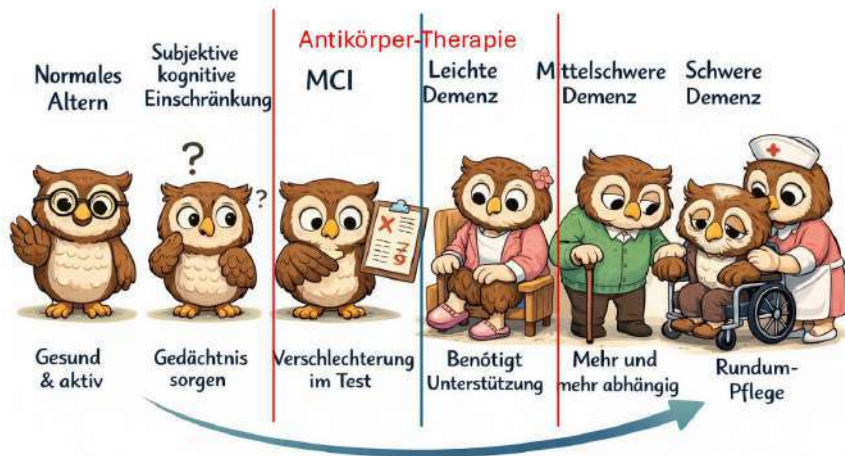 Antikörper-Therapie
Normales
Altern
Subjektive
kognitive
Einschränkung
MCI
Leichte
Demenz
Mittelschwere
Demenz
Schwere
Demenz
?
?
Gesund
& aktiv
Gedächtnis
sorgen
Verschlechterung
im Test
Benötigt
Unterstützung
Mehr und
mehr abhängig
Rundum-
Pflege